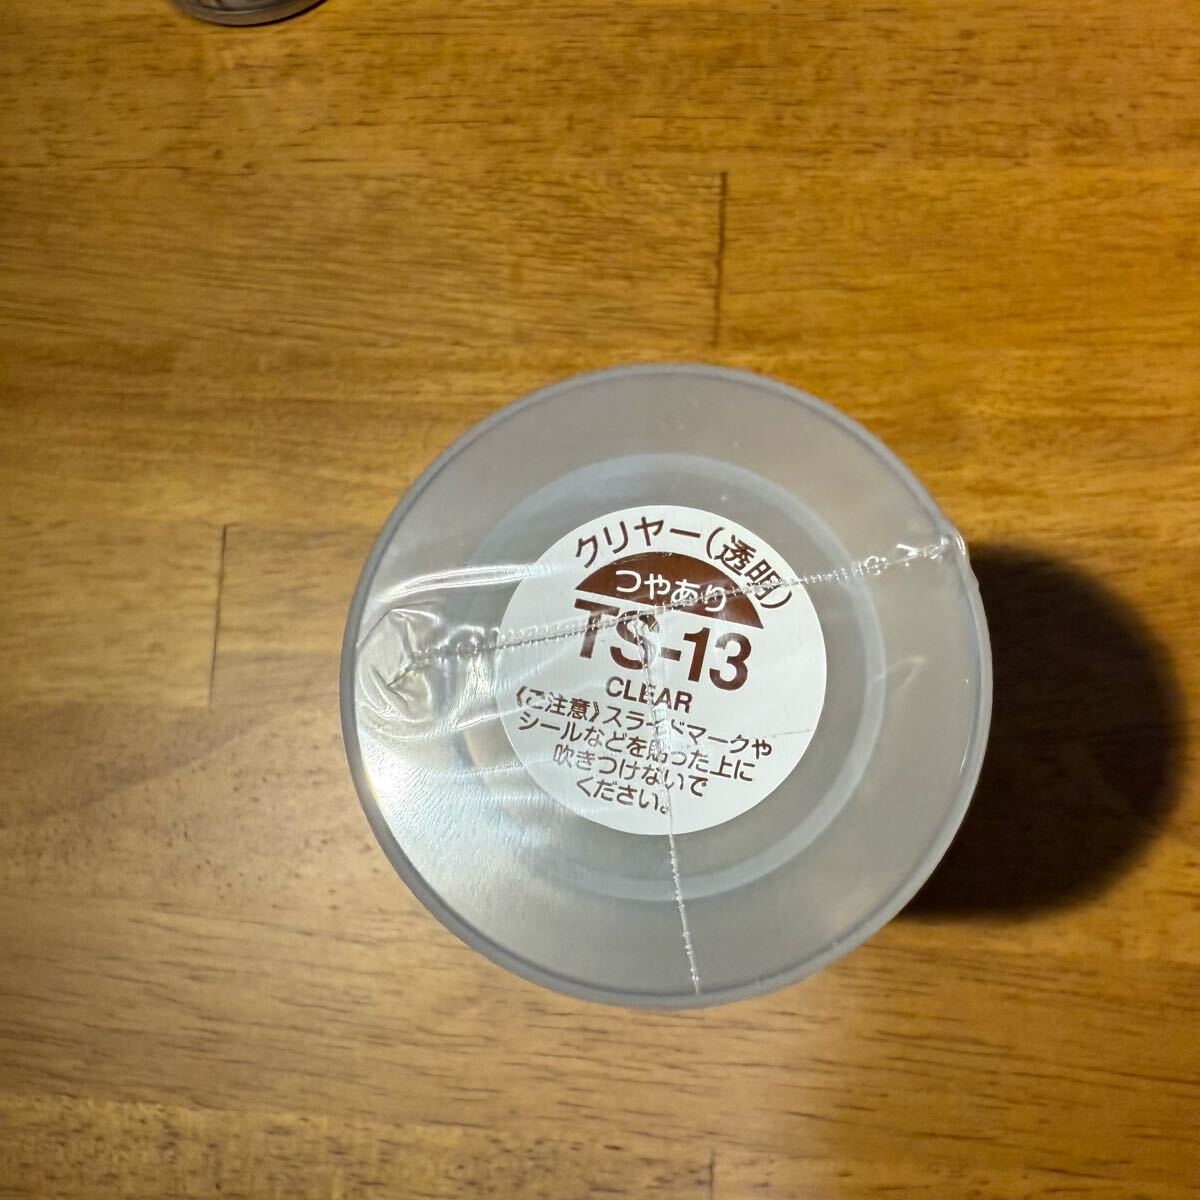 クリヤー(透明)
つやあり
TS-13
CLEAR
《ご注意》スライドマークや
シールなどを貼った上に
吹きつけないで
ください。